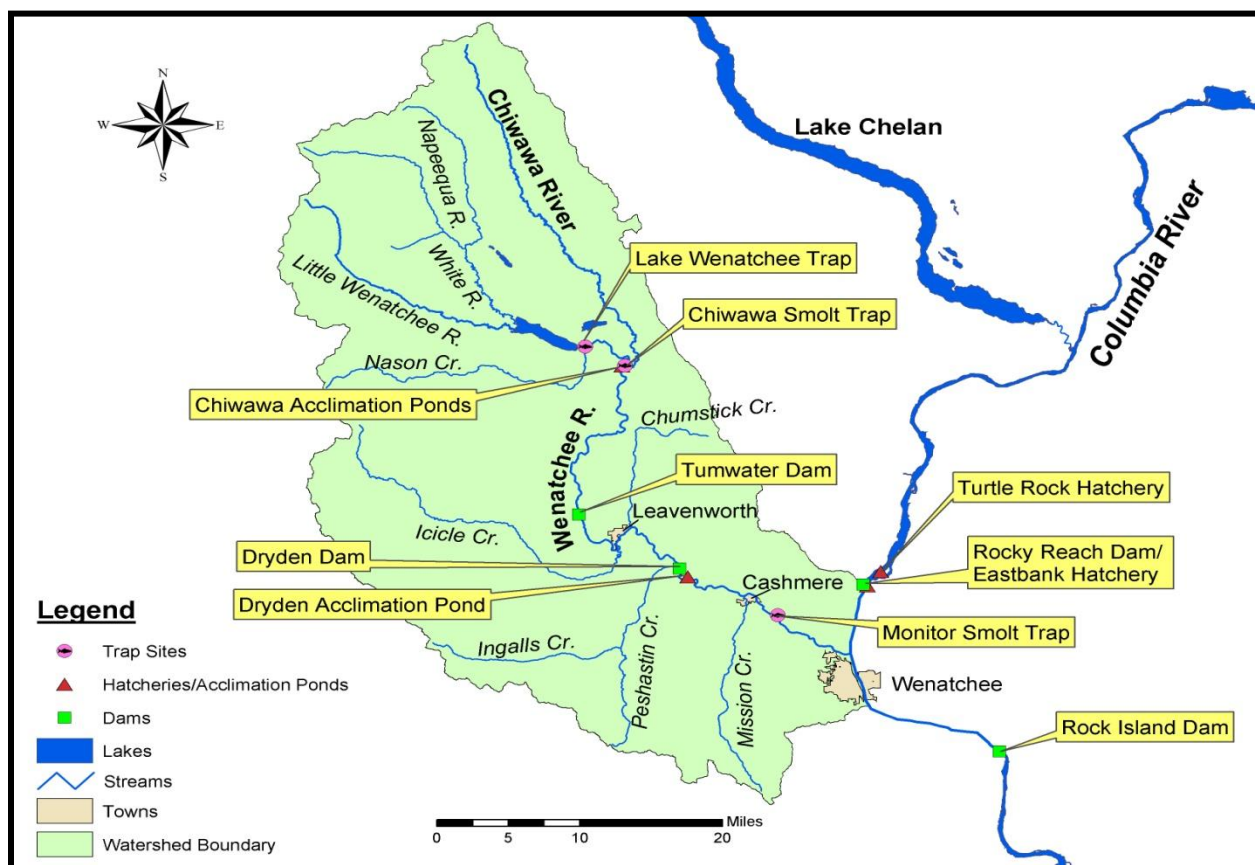 N
W
E
S
Chiwawa River
Napeequa R.
White R.
Little Wenatchee R.
Nason Cr.
Lake Chelan
Columbia River
Lake Wenatchee Trap
Chiwawa Smolt Trap
Chiwawa Acclimation Ponds
Wenatchee R.
Chumstick Cr.
Tumwater Dam
Leavenworth
Icicle Cr.
Turtle Rock Hatchery
Dryden Dam
Rocky Reach Dam/
Eastbank Hatchery
Dryden Acclimation Pond
Cashmere
Monitor Smolt Trap
Ingalls Cr.
Peshastin Cr.
Mission Cr.
Wenatchee
Rock Island Dam
Legend
Trap Sites
Hatcheries/Acclimation Ponds
Dams
Lakes
Streams
Towns
Watershed Boundary
Miles
0 5 10 20